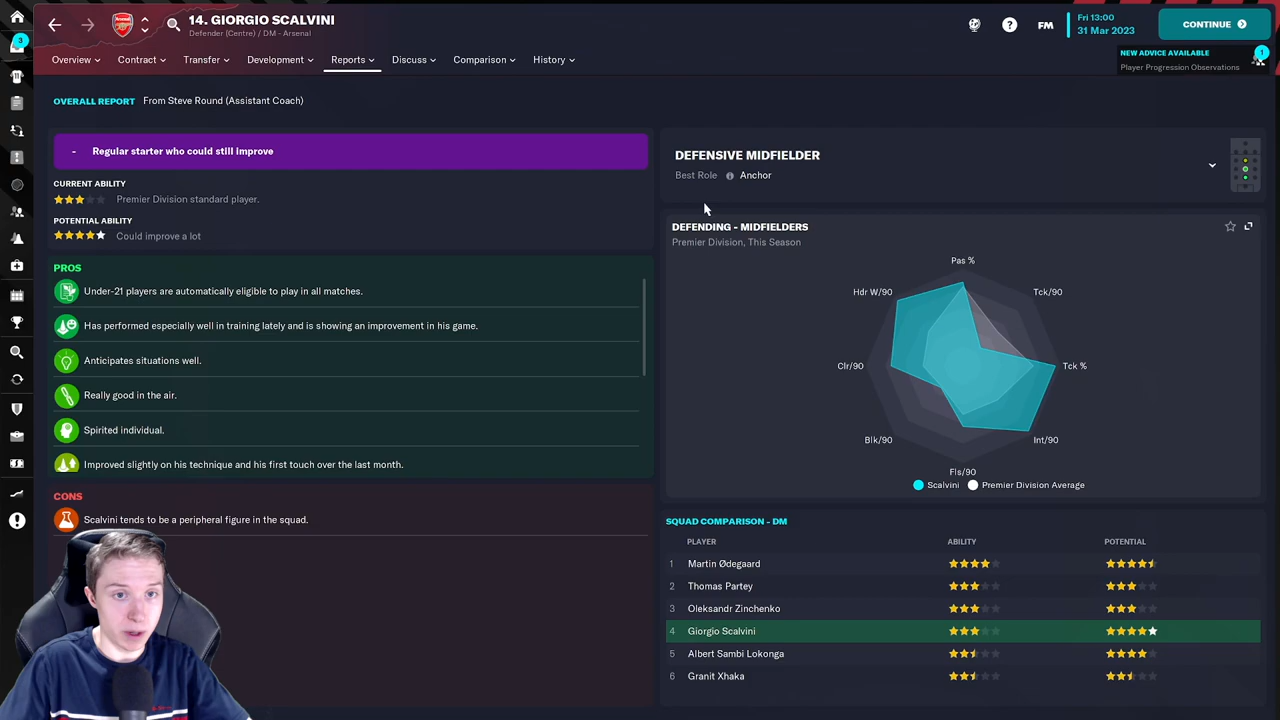 14. GIORGIO SCALVINI
Defender (Centre) / DM - Arsenal
FM
Fri 13:00
31 Mar 2023
CONTINUE
3
Overview
Contract
Transfer
Development
Reports
Discuss
Comparison
History
NEW ADVICE AVAILABLE
Player Progression Observations
1
OVERALL REPORT From Steve Round (Assistant Coach)
- Regular starter who could still improve
CURRENT ABILITY
Premier Division standard player.
POTENTIAL ABILITY
Could improve a lot
PROS
Under-21 players are automatically eligible to play in all matches.
Has performed especially well in training lately and is showing an improvement in his game.
Anticipates situations well.
Really good in the air.
Spirited individual.
Improved slightly on his technique and his first touch over the last month.
CONS
Scalvini tends to be a peripheral figure in the squad.
DEFENSIVE MIDFIELDER
Best Role Anchor
DEFENDING - MIDFIELDERS
Premier Division, This Season
Pas %
Hdr W/90
Tck/90
Clr/90
Tck %
Blk/90
Int/90
Fls/90
Scalvini Premier Division Average
SQUAD COMPARISON - DM
PLAYER ABILITY POTENTIAL
1 Martin Ødegaard
2 Thomas Partey
3 Oleksandr Zinchenko
4 Giorgio Scalvini
5 Albert Sambi Lokonga
6 Granit Xhaka